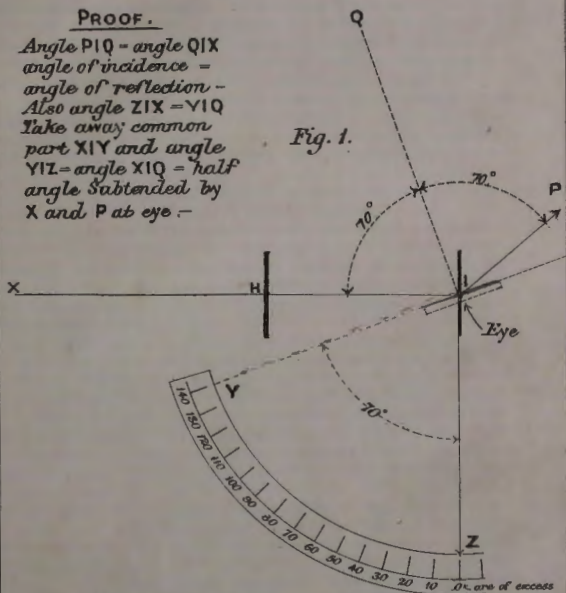 PROOF.
Angle PIQ = angle QIX
angle of incidence =
angle of reflection -
Also angle ZIX = YIQ
Take away common
part XIY and angle
YIZ = angle XIQ = half
angle Subtended by
X and P at eye :-
Fig. 1.
Q
P
70°
70°
X
H
I
Eye
Y
70°
Z
140
130
120
110
100
90
80
70
60
50
40
30
20
10
0 arc of excess